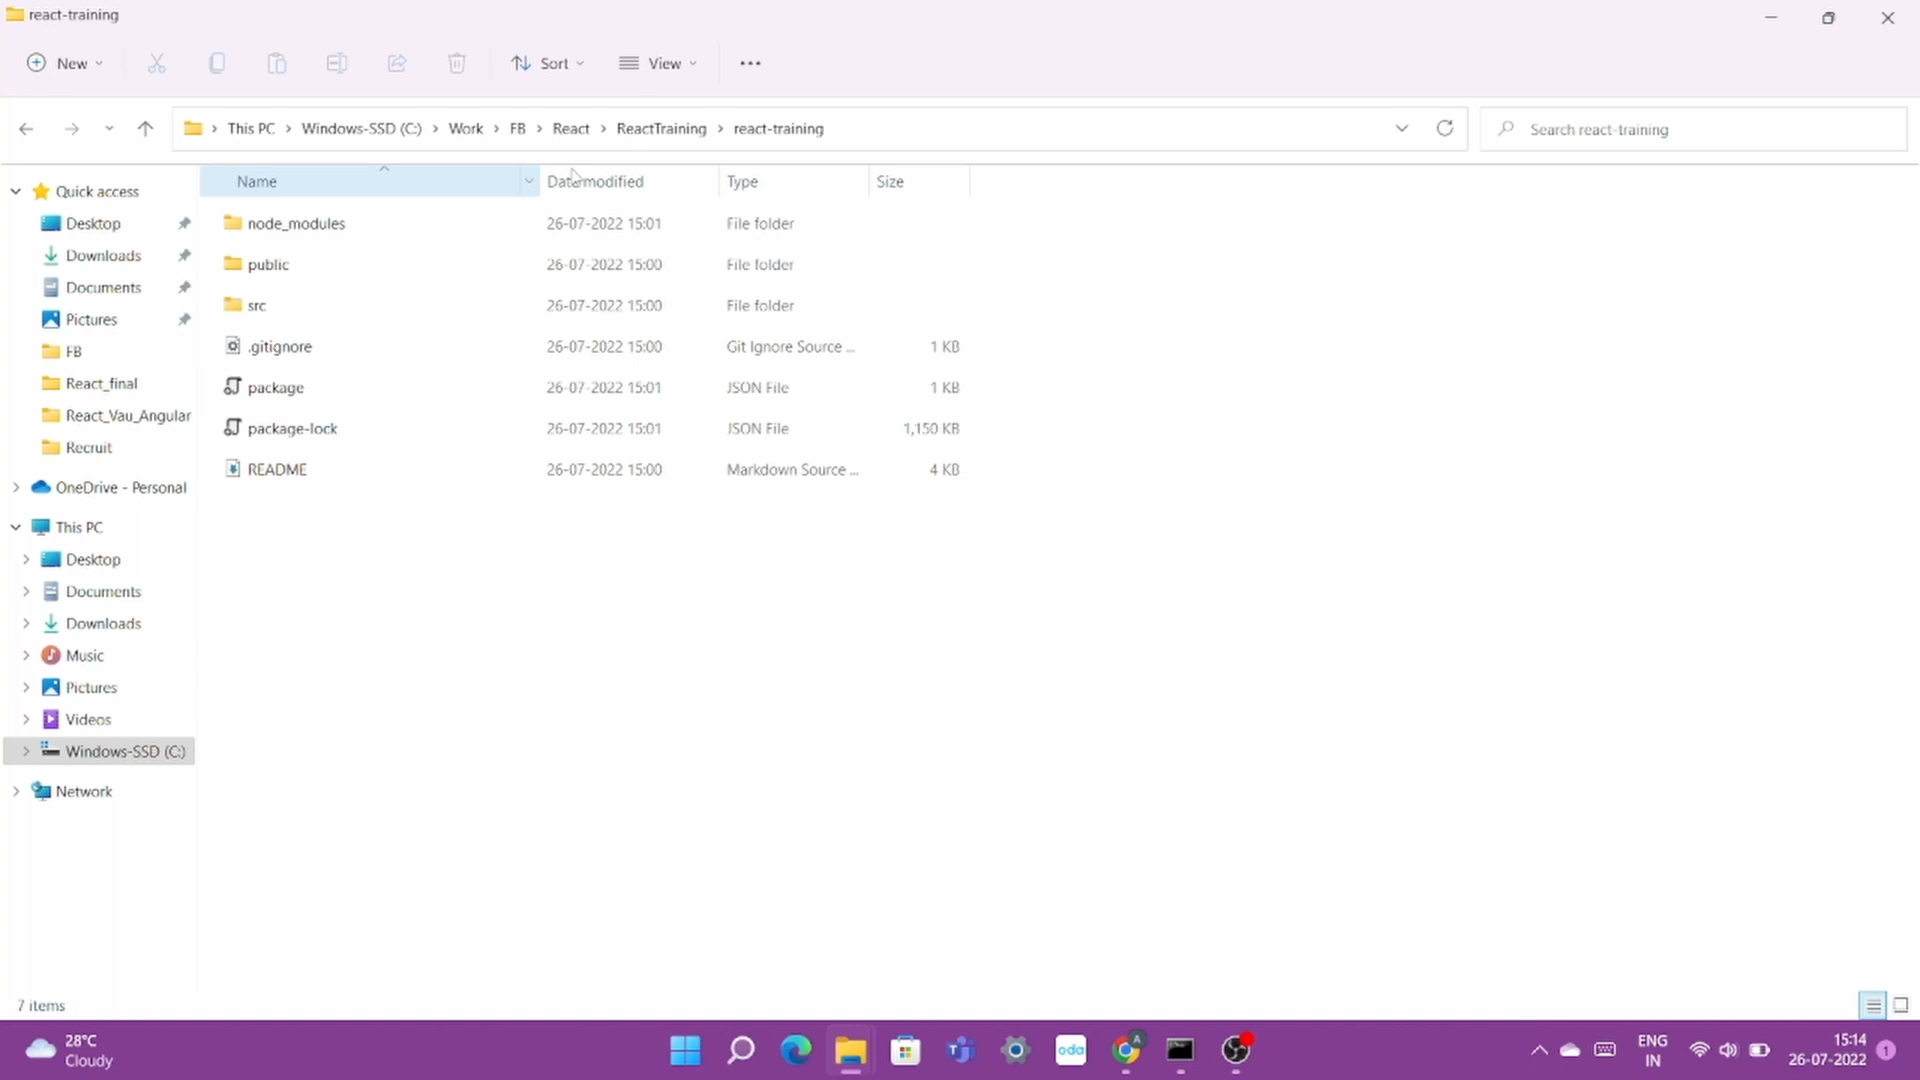 react-training
New
Sort
View
This PC
Windows-SSD (C:)
Work
FB
React
ReactTraining
react-training
Search react-training
Name
Date modified
Type
Size
Quick access
Desktop
Downloads
Documents
Pictures
FB
React_final
React_Vau_Angular
Recruit
OneDrive - Personal
This PC
Desktop
Documents
Downloads
Music
Pictures
Videos
Windows-SSD (C:)
Network
node_modules 26-07-2022 15:01 File folder
public 26-07-2022 15:00 File folder
src 26-07-2022 15:00 File folder
.gitignore 26-07-2022 15:00 Git Ignore Source ... 1 KB
package 26-07-2022 15:01 JSON File 1 KB
package-lock 26-07-2022 15:01 JSON File 1,150 KB
README 26-07-2022 15:00 Markdown Source ... 4 KB
7 items
28°C
Cloudy
oda
A
ENG
IN
15:14
26-07-2022
1